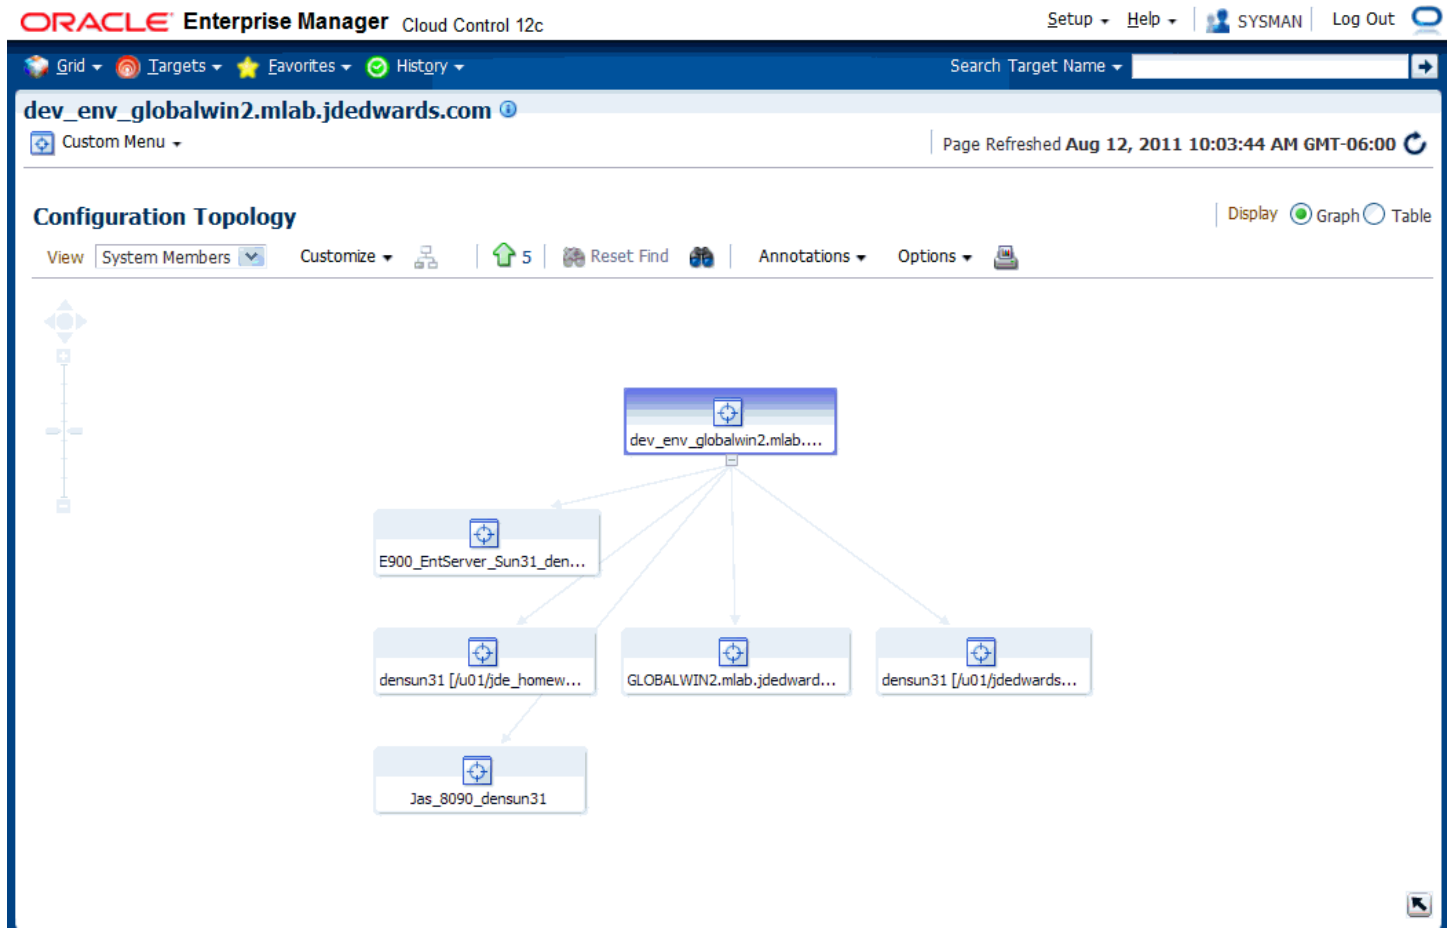 ORACLE Enterprise Manager Cloud Control 12c
Setup Help SYSMAN Log Out
Grid Targets Favorites History Search Target Name
dev_env_globalwin2.mlab.jdedwards.com
Custom Menu Page Refreshed Aug 12, 2011 10:03:44 AM GMT-06:00
Configuration Topology Display Graph Table
View System Members Customize 5 Reset Find Annotations Options
dev_env_globalwin2.mlab....
E900_EntServer_Sun31_den...
densun31 [/u01/jde_homew... GLOBALWIN2.mlab.jdedward... densun31 [/u01/jdedwards...
Jas_8090_densun31